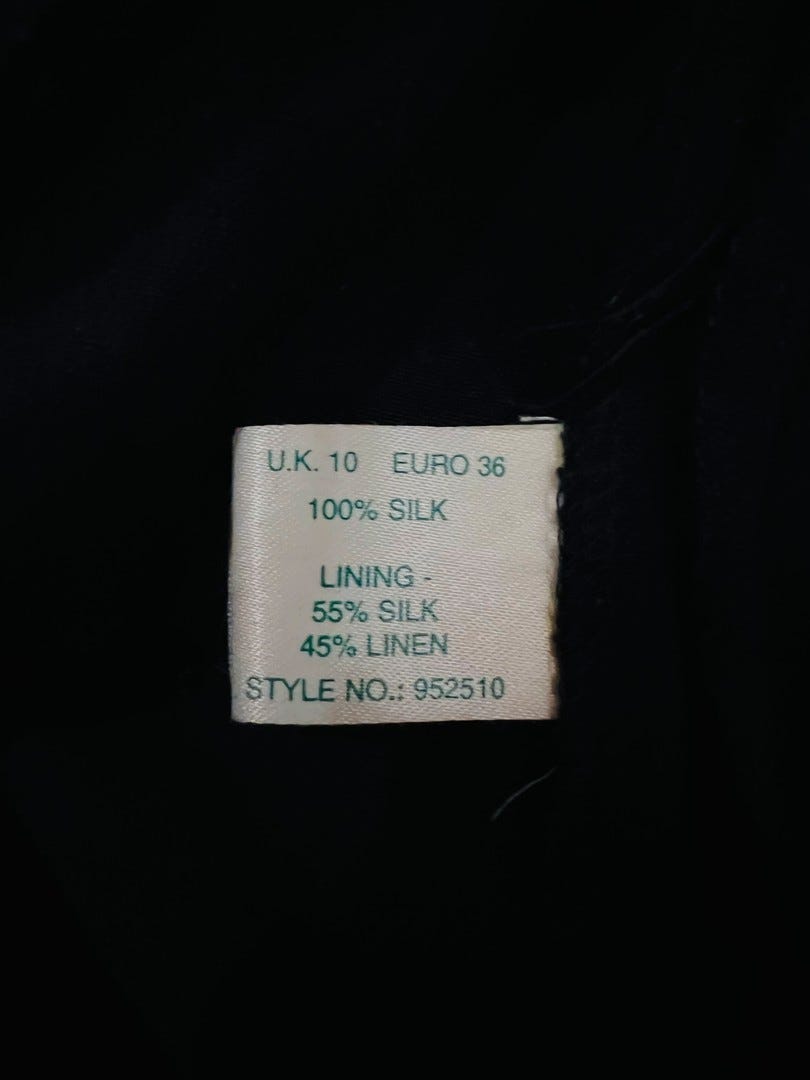 U.K. 10 EURO 36
100% SILK
LINING -
55% SILK
45% LINEN
STYLE NO.: 952510